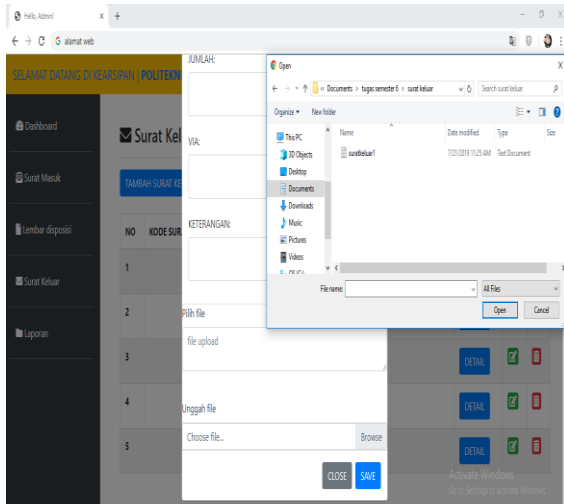 Hello, Admin!
alamat web
SELAMAT DATANG DI KEARSIPAN | POLITEKN
Dashboard
Surat Masuk
Lembar disposisi
Surat Keluar
Laporan
Surat Kel
TAMBAH SURAT KE
NO KODE SUR
1
2
3
4
5
JUMLAH:
VIA:
KETERANGAN:
Pilih file
file upload
Unggah file
Choose file... Browse
CLOSE SAVE
DETAIL
DETAIL
DETAIL
Activate Windows
Go to Settings to activate Windows.
Open
« Documents › tugas semester 6 › surat keluar
Search surat keluar
Organize New folder
This PC
3D Objects
Desktop
Documents
Downloads
Music
Pictures
Videos
Name Date modified Type Size
suratkeluar1 7/21/2019 11:25 AM Text Document
File name: All Files
Open Cancel